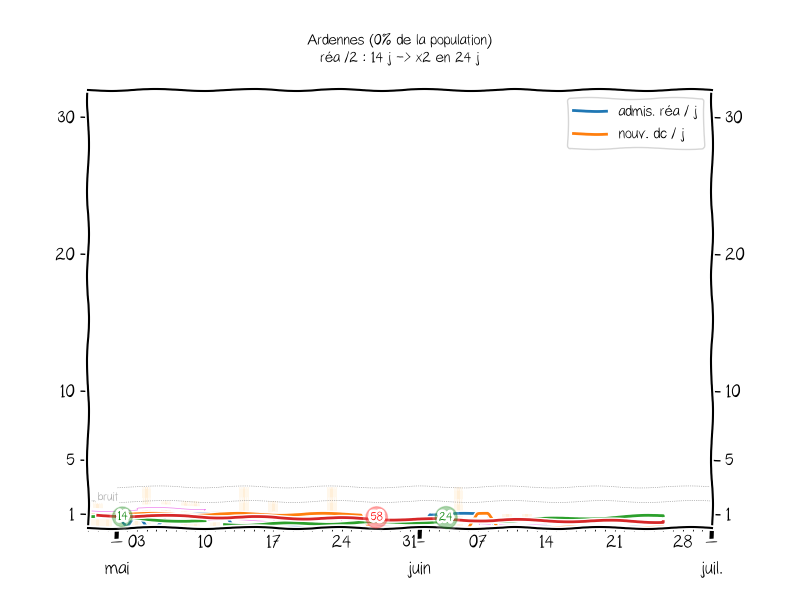 Ardennes (0% de la population)
réa /2 : 14 j -> x2 en 24 j
admis. réa / j
nouv. dc / j
30 30
20 20
10 10
5 5
bruit
1 14 58 24 1
03 10 17 24 31 07 14 21 28
mai juin juil.